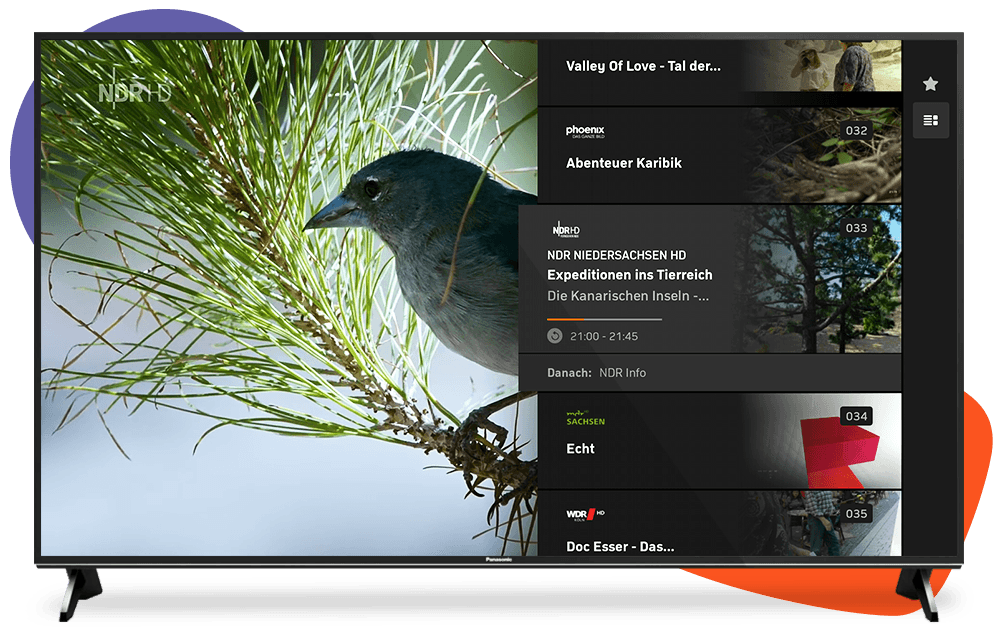 NDR HD
Valley Of Love - Tal der...
phoenix
DAS GANZE BILD
032
Abenteuer Karibik
NDR HD
033
NDR NIEDERSACHSEN HD
Expeditionen ins Tierreich
Die Kanarischen Inseln -...
21:00 - 21:45
Danach: NDR Info
mdr
SACHSEN
034
Echt
WDR HD
KÖLN
035
Doc Esser - Das...
Panasonic